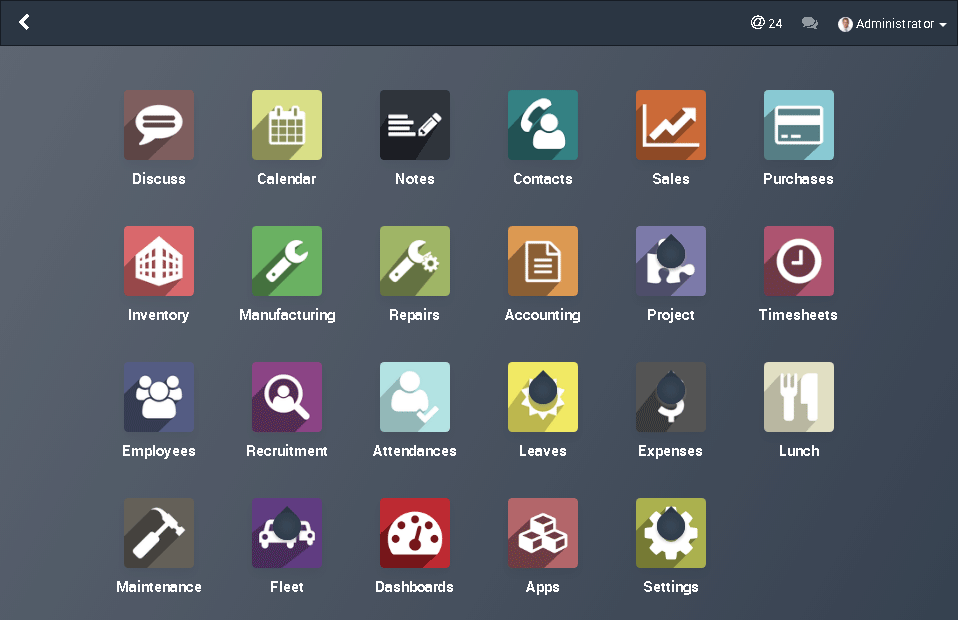 @ 24 Administrator
Discuss Calendar Notes Contacts Sales Purchases
Inventory Manufacturing Repairs Accounting Project Timesheets
Employees Recruitment Attendances Leaves Expenses Lunch
Maintenance Fleet Dashboards Apps Settings